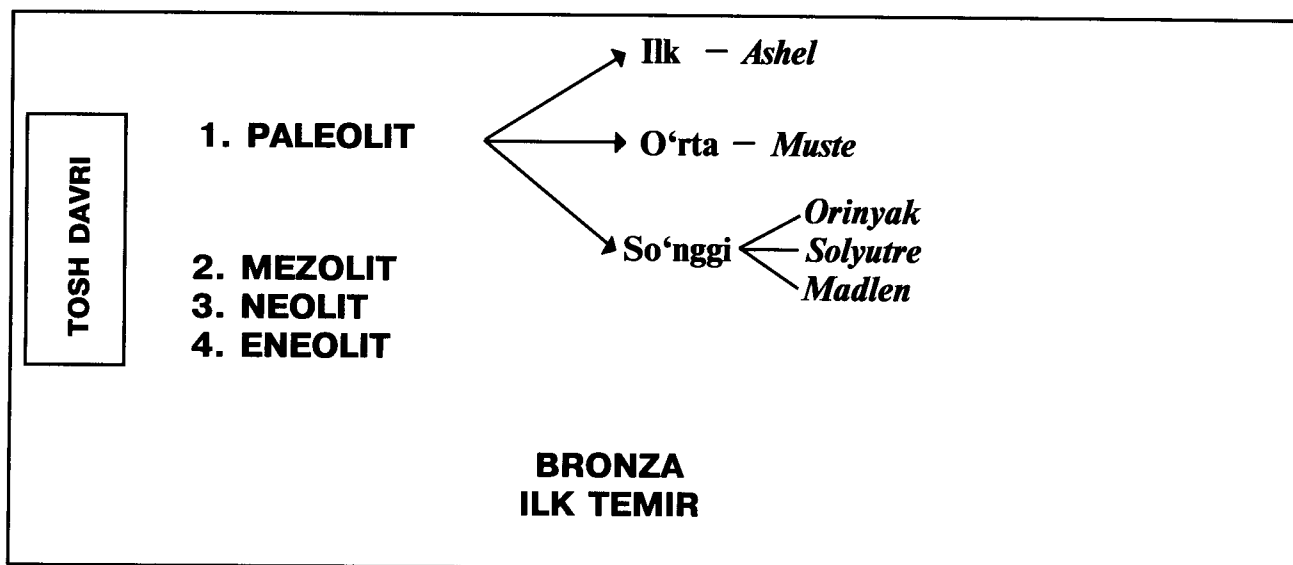 TOSH DAVRI
1. PALEOLIT
Ilk – Ashel
O‘rta – Muste
So‘nggi
Orinyak
Solyutre
Madlen
2. MEZOLIT
3. NEOLIT
4. ENEOLIT
BRONZA
ILK TEMIR